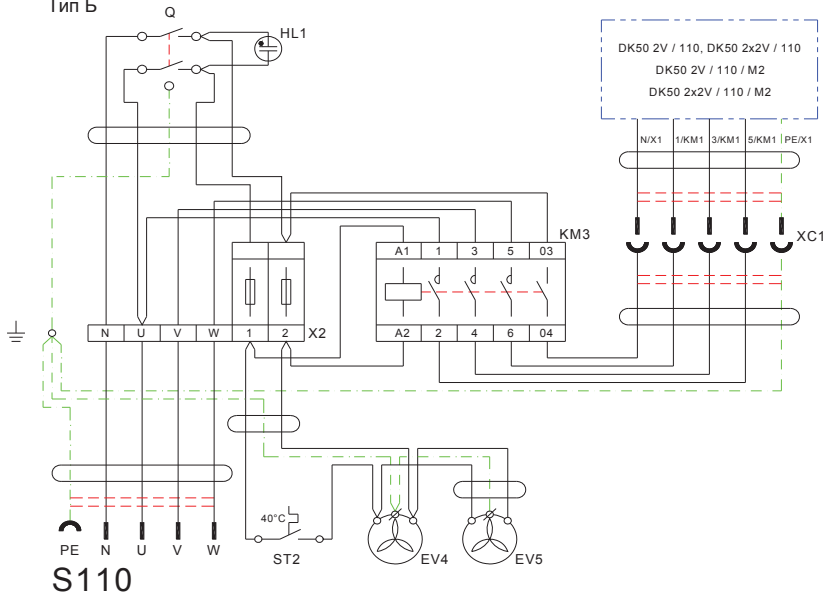 Тип Б
Q
HL1
DK50 2V / 110, DK50 2x2V / 110
DK50 2V / 110 / M2
DK50 2x2V / 110 / M2
N/X1 1/KM1 3/KM1 5/KM1 PE/X1
XC1
KM3
A1 1 3 5 03
N U V W 1 2 X2
A2 2 4 6 04
40°C
ST2
EV4
EV5
PE N U V W
S110